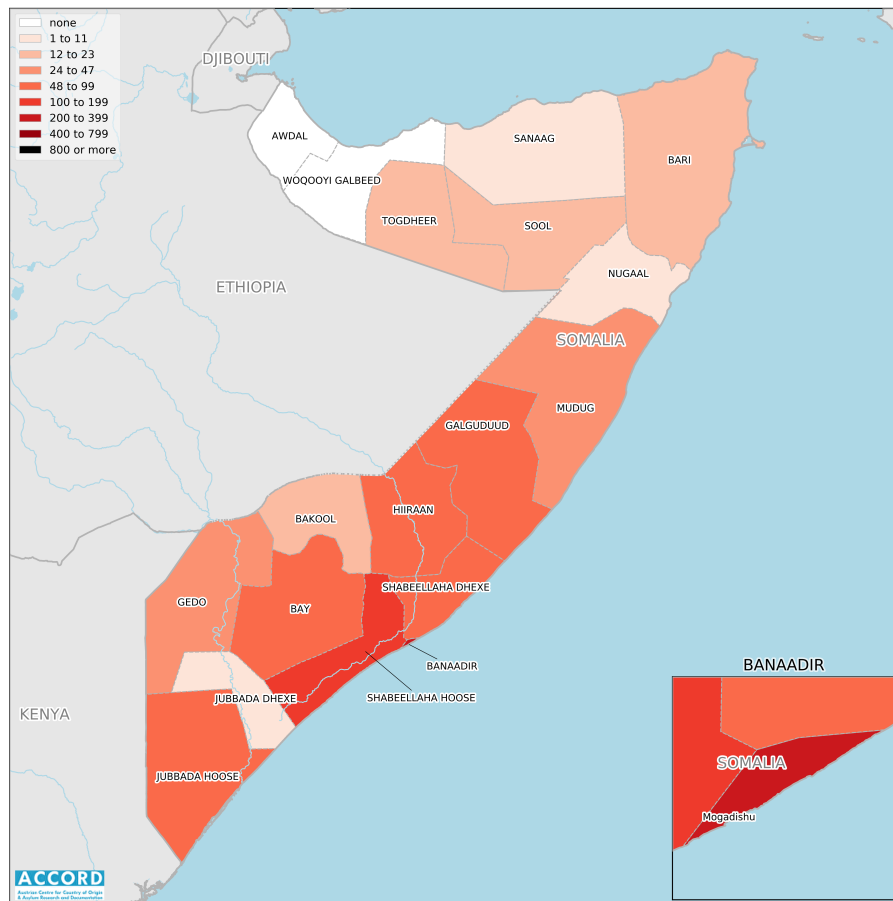 none
1 to 11
12 to 23
24 to 47
48 to 99
100 to 199
200 to 399
400 to 799
800 or more
DJIBOUTI
AWDAL
SANAAG
BARI
WOQOOYI GALBEED
TOGDHEER
SOOL
NUGAAL
ETHIOPIA
SOMALIA
MUDUG
GALGUDUUD
HIIRAAN
BAKOOL
SHABEELLAHA DHEXE
GEDO
BAY
BANAADIR
SHABEELLAHA HOOSE
JUBBADA DHEXE
KENYA
JUBBADA HOOSE
BANAADIR
SOMALIA
Mogadishu
ACCORD
Austrian Centre for Country of Origin
& Asylum Research and Documentation